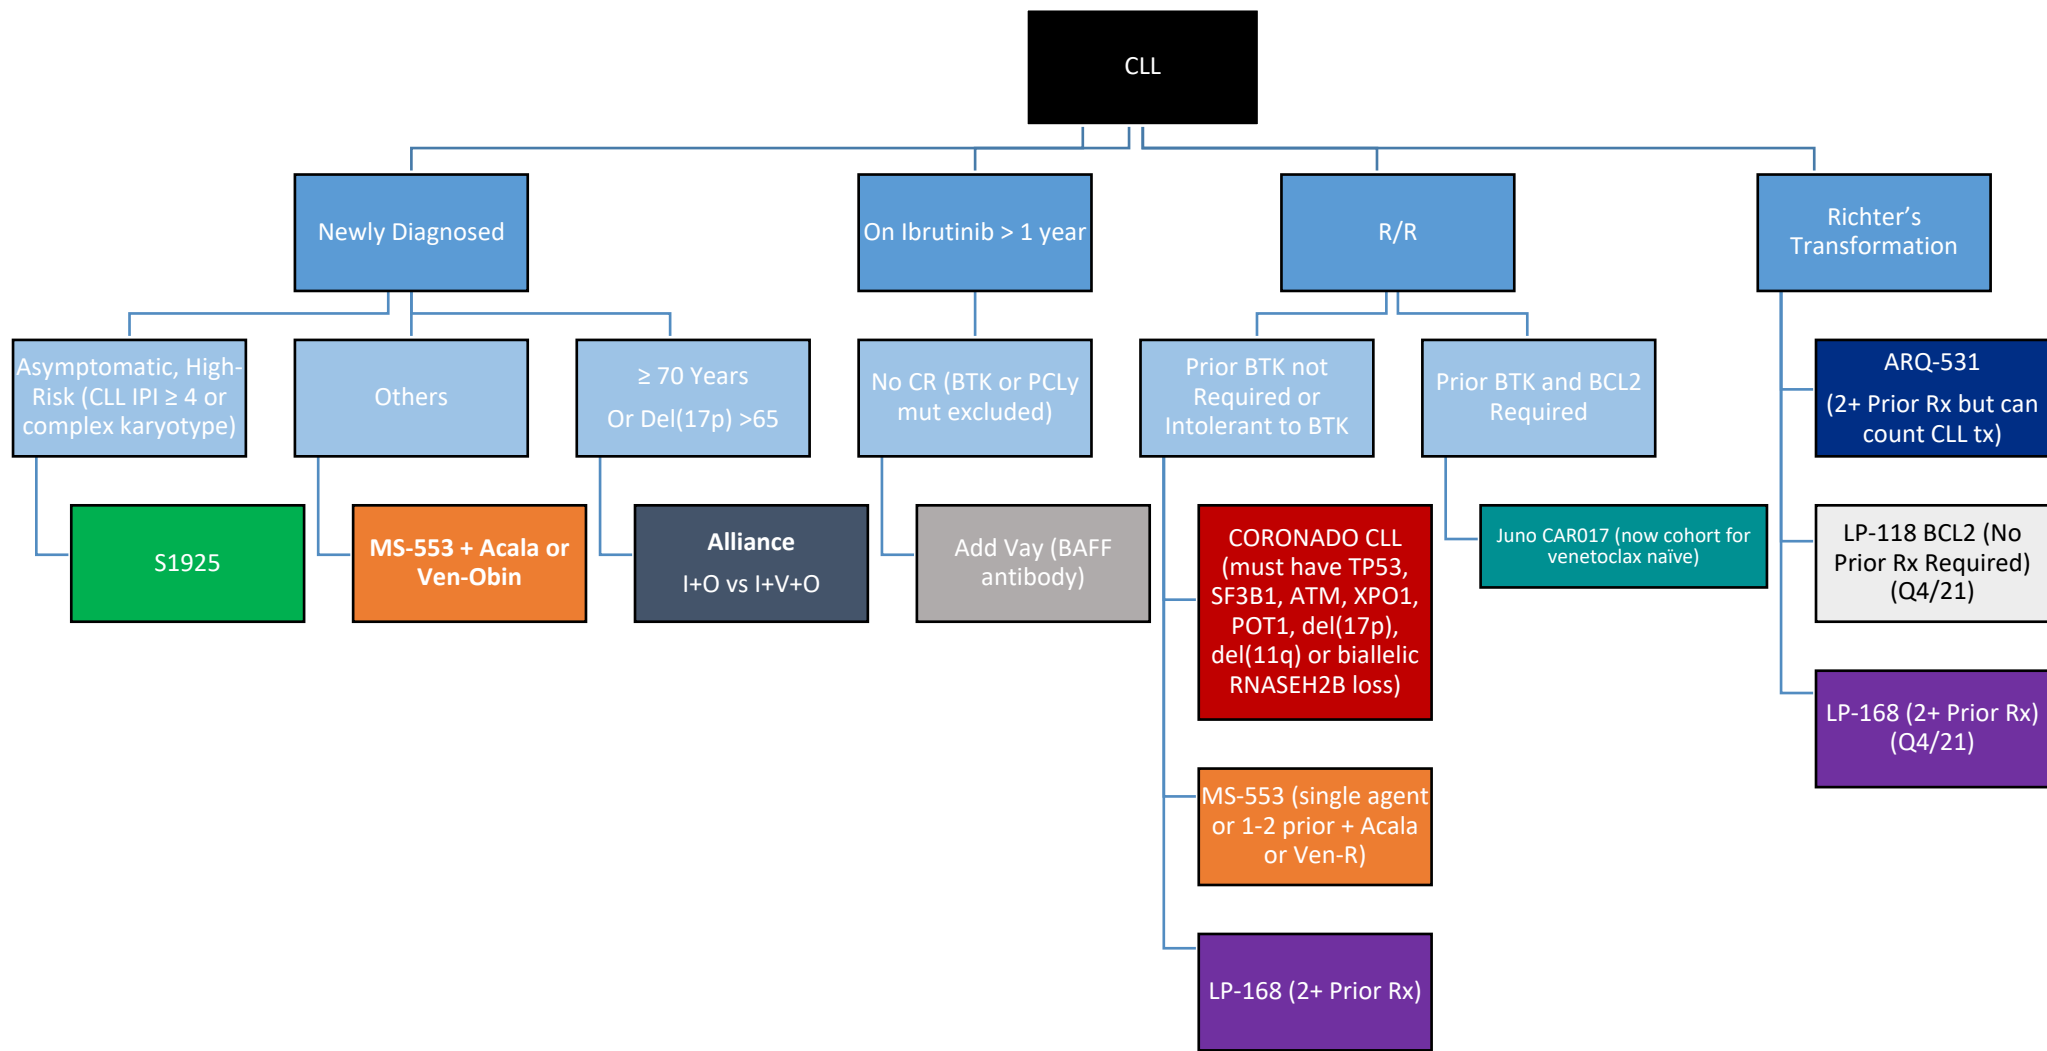 CLL
Newly Diagnosed
On Ibrutinib > 1 year
R/R
Richter's
Transformation
Asymptomatic, High-
Risk (CLL IPI ≥ 4 or
complex karyotype)
Others
≥ 70 Years
Or Del(17p) >65
No CR (BTK or PCLy
mut excluded)
Prior BTK not
Required or
Intolerant to BTK
Prior BTK and BCL2
Required
ARQ-531
(2+ Prior Rx but can
count CLL tx)
S1925
MS-553 + Acala or
Ven-Obin
Alliance
I+O vs I+V+O
Add Vay (BAFF
antibody)
CORONADO CLL
(must have TP53,
SF3B1, ATM, XPO1,
POT1, del(17p),
del(11q) or biallelic
RNASEH2B loss)
Juno CAR017 (now cohort for
venetoclax naïve)
LP-118 BCL2 (No
Prior Rx Required)
(Q4/21)
LP-168 (2+ Prior Rx)
(Q4/21)
MS-553 (single agent
or 1-2 prior + Acala
or Ven-R)
LP-168 (2+ Prior Rx)